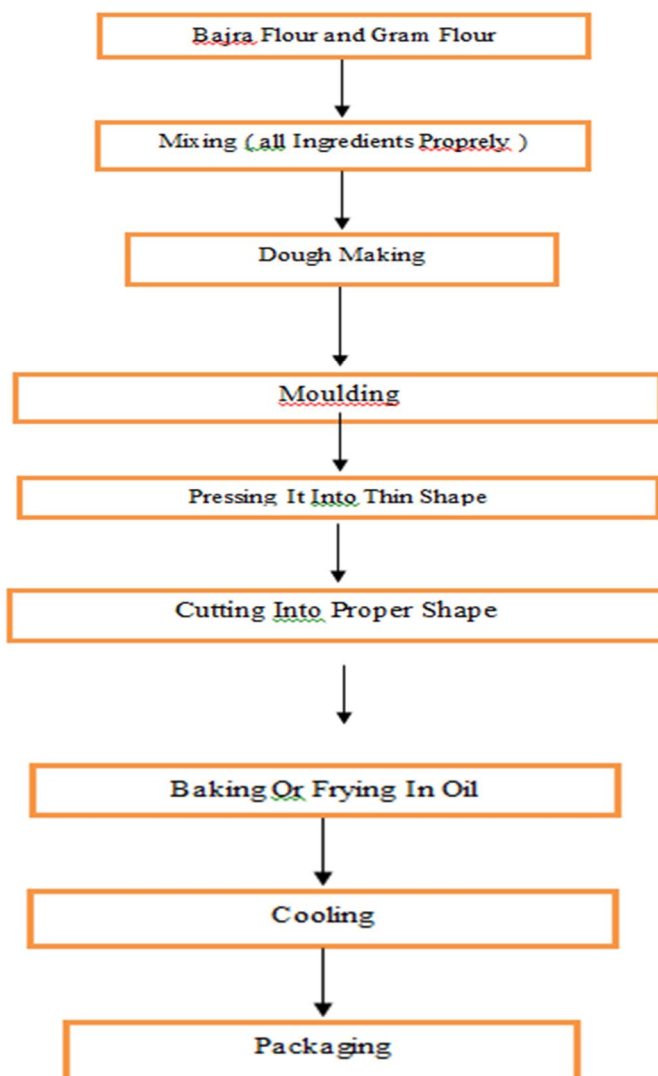 Bajra Flour and Gram Flour
Mixing ( all Ingredients Proprely )
Dough Making
Moulding
Pressing It Into Thin Shape
Cutting Into Proper Shape
Baking Or Frying In Oil
Cooling
Packaging